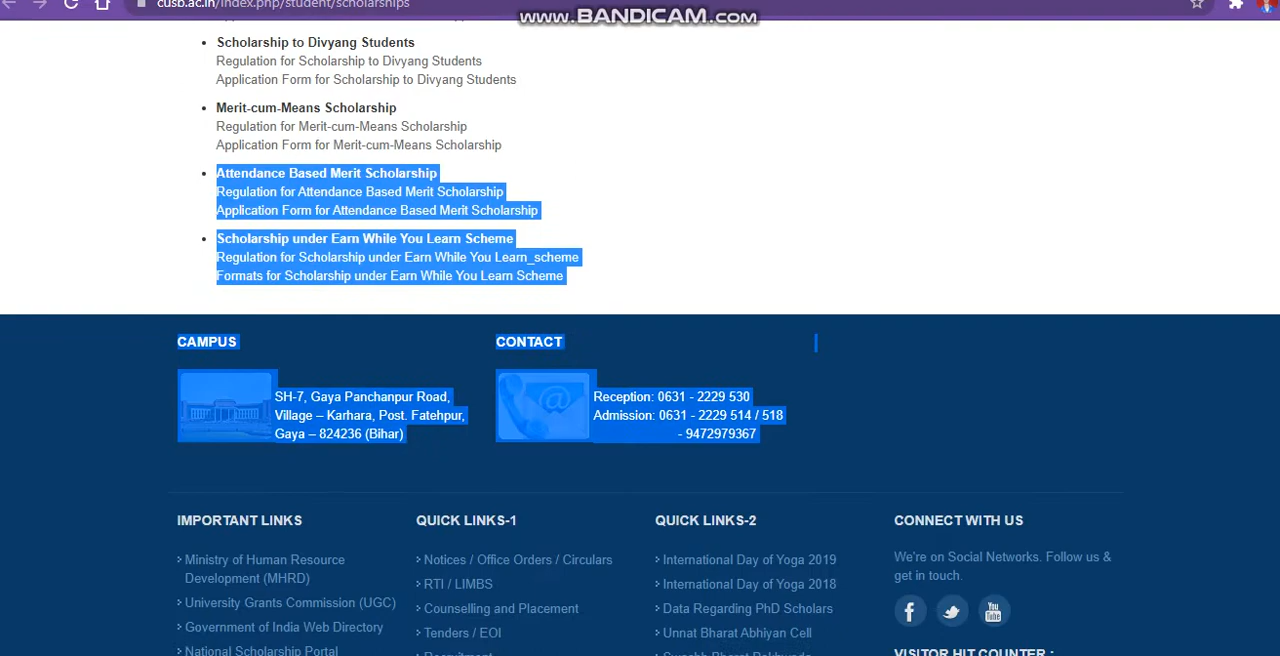 cusb.ac.in/index.php/student/scholarships
www.BANDICAM.com
Scholarship to Divyang Students
Regulation for Scholarship to Divyang Students
Application Form for Scholarship to Divyang Students
Merit-cum-Means Scholarship
Regulation for Merit-cum-Means Scholarship
Application Form for Merit-cum-Means Scholarship
Attendance Based Merit Scholarship
Regulation for Attendance Based Merit Scholarship
Application Form for Attendance Based Merit Scholarship
Scholarship under Earn While You Learn Scheme
Regulation for Scholarship under Earn While You Learn_scheme
Formats for Scholarship under Earn While You Learn Scheme
CAMPUS
SH-7, Gaya Panchanpur Road,
Village – Karhara, Post. Fatehpur,
Gaya – 824236 (Bihar)
CONTACT
Reception: 0631 - 2229 530
Admission: 0631 - 2229 514 / 518
- 9472979367
IMPORTANT LINKS
Ministry of Human Resource
Development (MHRD)
University Grants Commission (UGC)
Government of India Web Directory
National Scholarship Portal
QUICK LINKS-1
Notices / Office Orders / Circulars
RTI / LIMBS
Counselling and Placement
Tenders / EOI
Recruitment
QUICK LINKS-2
International Day of Yoga 2019
International Day of Yoga 2018
Data Regarding PhD Scholars
Unnat Bharat Abhiyan Cell
Swachh Bharat Pakhwada
CONNECT WITH US
We're on Social Networks. Follow us &
get in touch.
You
Tube
VISITOR HIT COUNTER :